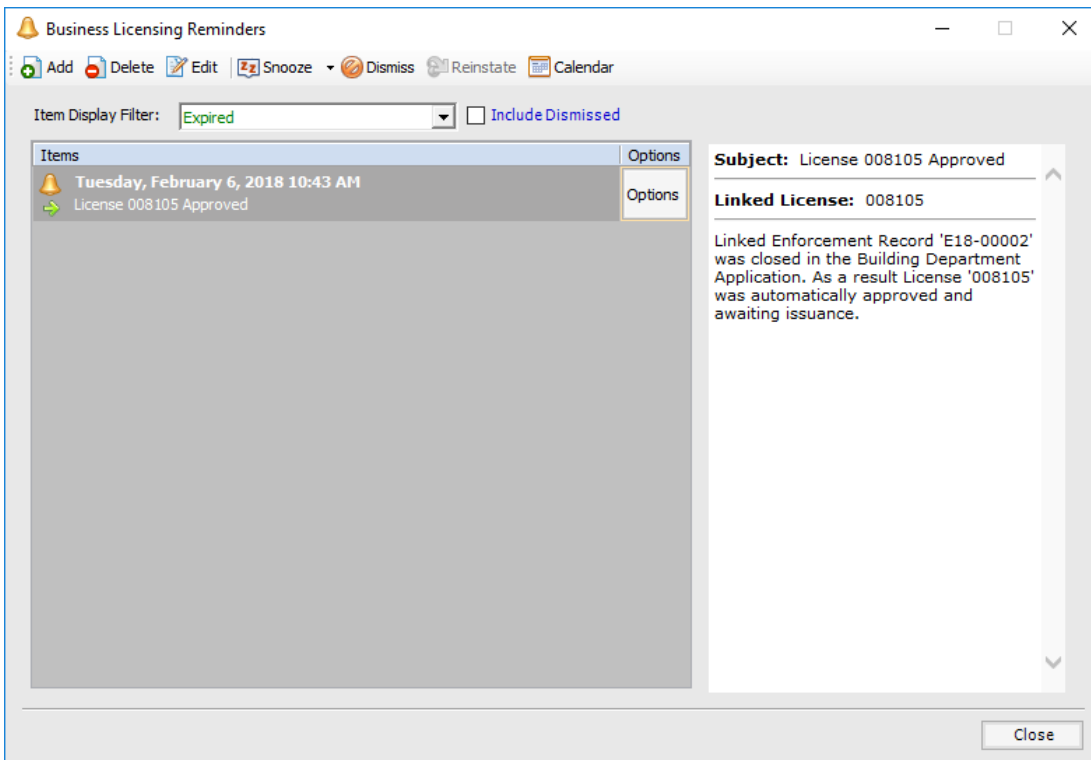 Business Licensing Reminders
Add Delete Edit Snooze Dismiss Reinstate Calendar
Item Display Filter: Expired Include Dismissed
Items Options
Tuesday, February 6, 2018 10:43 AM
License 008105 Approved
Options
Subject: License 008105 Approved
Linked License: 008105
Linked Enforcement Record 'E18-00002'
was closed in the Building Department
Application. As a result License '008105'
was automatically approved and
awaiting issuance.
Close